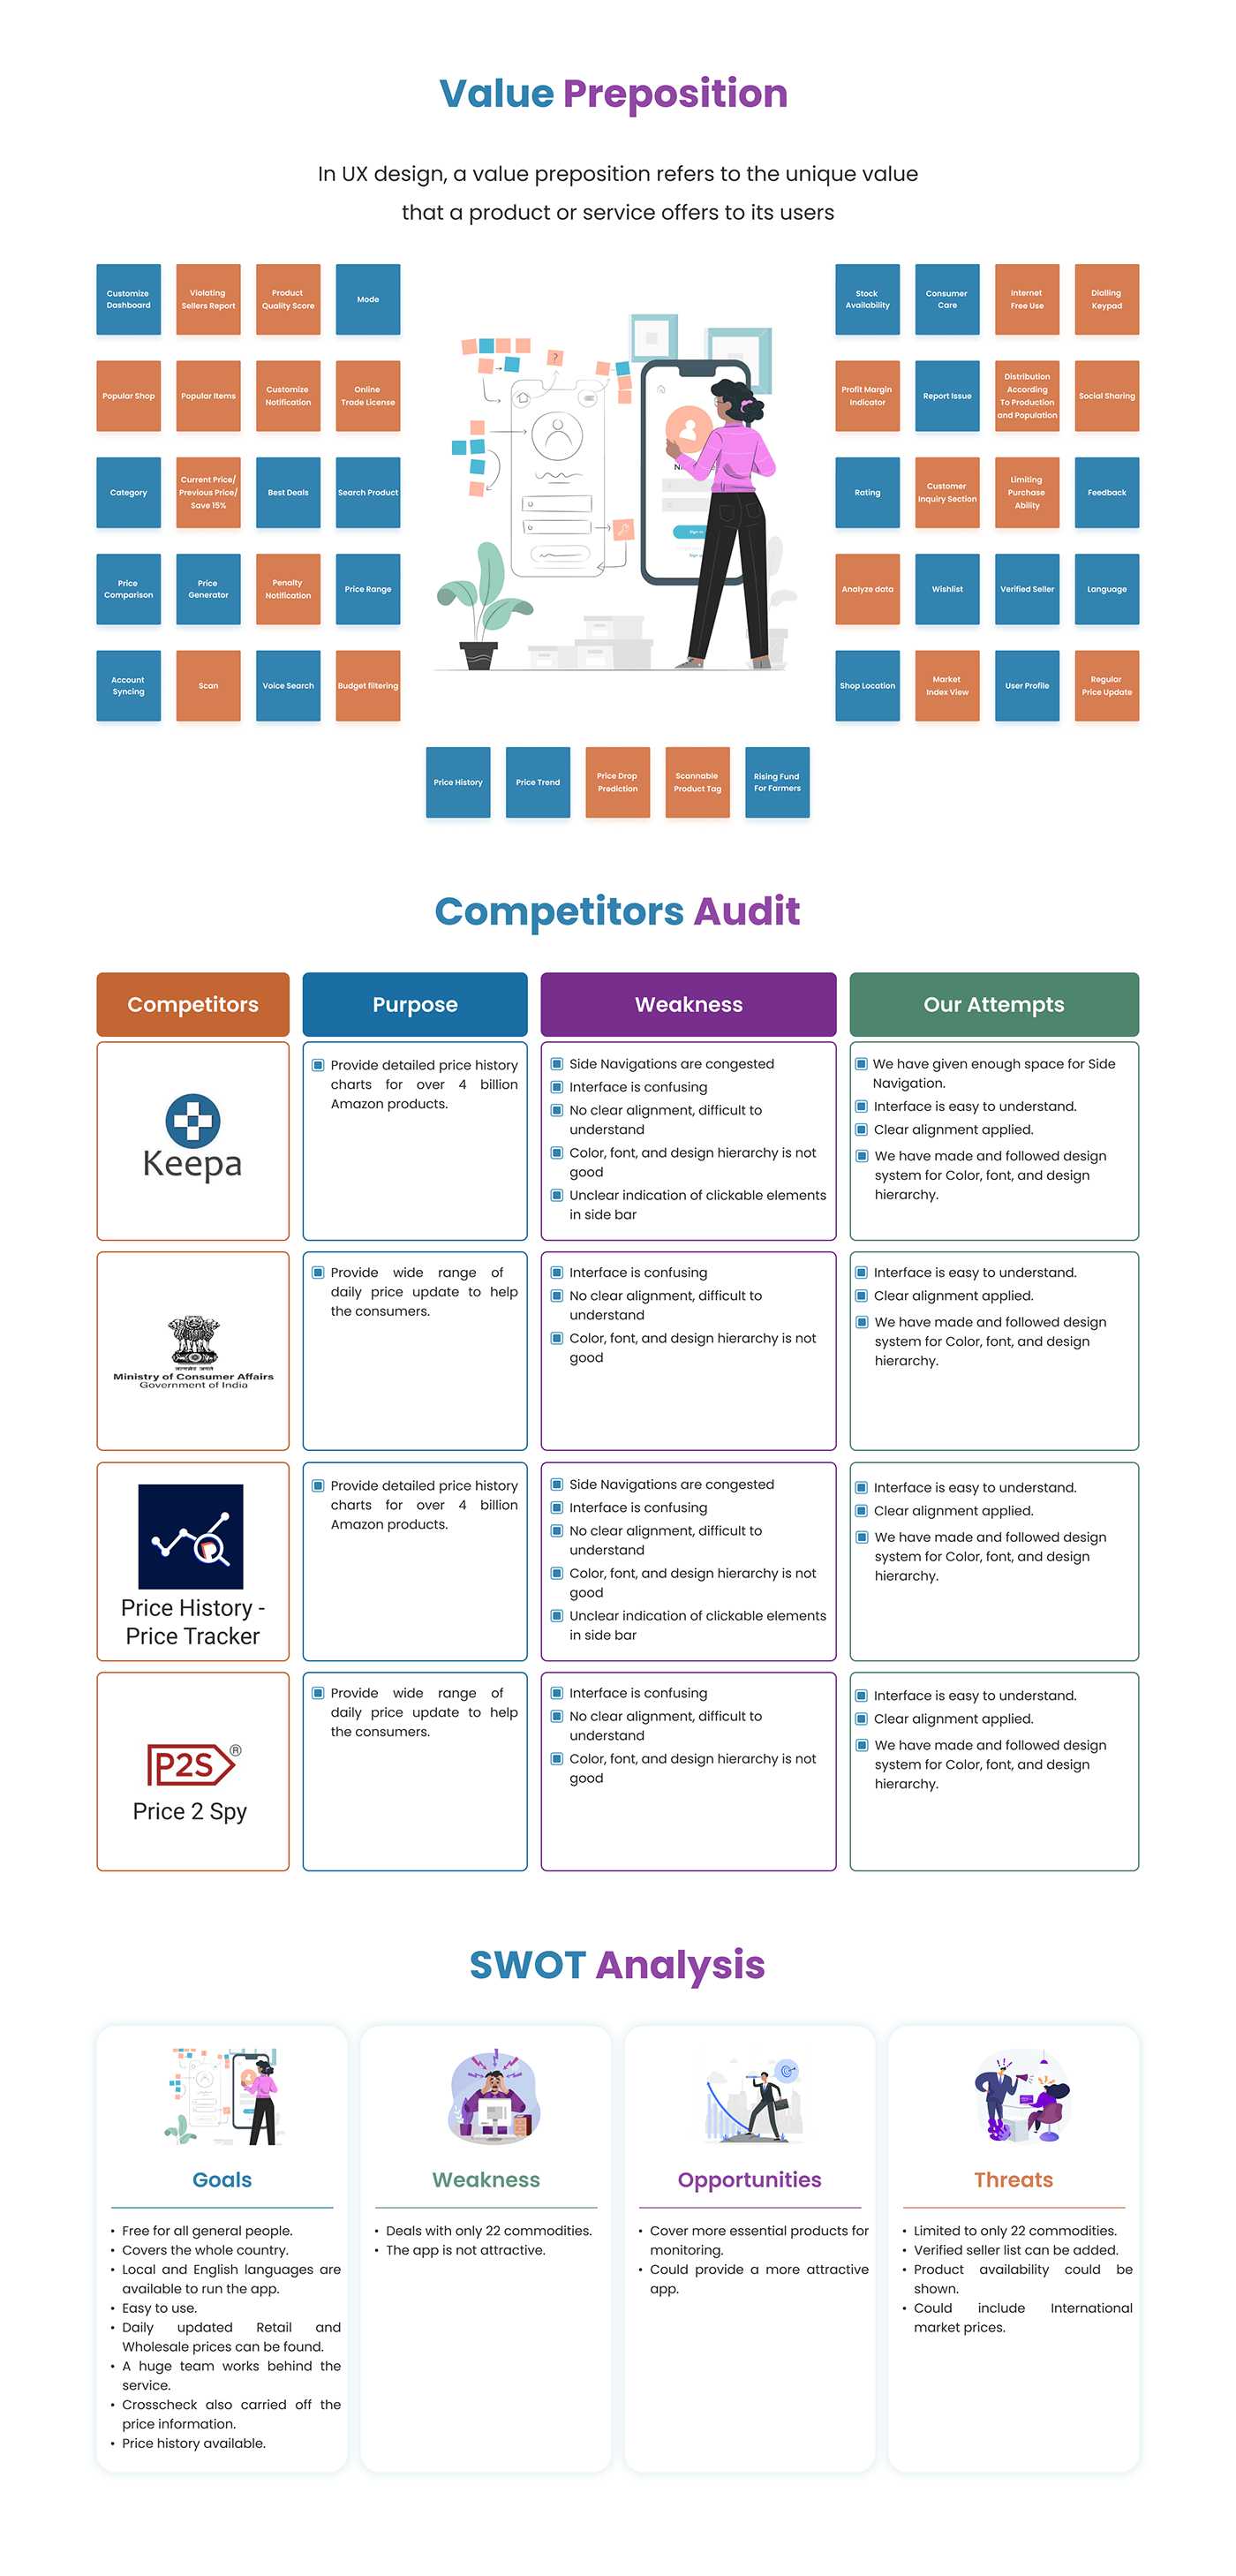 Value Preposition
In UX design, a value preposition refers to the unique value
that a product or service offers to its users
Customize
Dashboard
Violating
Sellers Report
Product
Quality Score
Mode
Stock
Availability
Consumer
Care
Internet
Free Use
Dialling
Keypad
Popular Shop
Popular Items
Customize
Notification
Online
Trade License
Profit Margin
Indicator
Report Issue
Distribution
According
To Production
and Population
Social Sharing
Category
Current Price/
Previous Price/
Save 15%
Best Deals
Search Product
Rating
Customer
Inquiry Section
Limiting
Purchase
Ability
Feedback
Price
Comparison
Price
Generator
Penalty
Notification
Price Range
Analyze data
Wishlist
Verified Seller
Language
Account
Syncing
Scan
Voice Search
Budget filtering
Shop Location
Market
Index View
User Profile
Regular
Price Update
?
Price History
Price Trend
Price Drop
Prediction
Scannable
Product Tag
Rising Fund
For Farmers
Competitors Audit
Competitors
Purpose
Weakness
Our Attempts
Keepa
Provide detailed price history
charts for over 4 billion
Amazon products.
Side Navigations are congested
Interface is confusing
No clear alignment, difficult to
understand
Color, font, and design hierarchy is not
good
Unclear indication of clickable elements
in side bar
We have given enough space for Side
Navigation.
Interface is easy to understand.
Clear alignment applied.
We have made and followed design
system for Color, font, and design
hierarchy.
सत्यमेव जयते
Ministry of Consumer Affairs
Government of India
Provide wide range of
daily price update to help
the consumers.
Interface is confusing
No clear alignment, difficult to
understand
Color, font, and design hierarchy is not
good
Interface is easy to understand.
Clear alignment applied.
We have made and followed design
system for Color, font, and design
hierarchy.
Price History -
Price Tracker
Provide detailed price history
charts for over 4 billion
Amazon products.
Side Navigations are congested
Interface is confusing
No clear alignment, difficult to
understand
Color, font, and design hierarchy is not
good
Unclear indication of clickable elements
in side bar
Interface is easy to understand.
Clear alignment applied.
We have made and followed design
system for Color, font, and design
hierarchy.
P2S®
Price 2 Spy
Provide wide range of
daily price update to help
the consumers.
Interface is confusing
No clear alignment, difficult to
understand
Color, font, and design hierarchy is not
good
Interface is easy to understand.
Clear alignment applied.
We have made and followed design
system for Color, font, and design
hierarchy.
SWOT Analysis
Goals
• Free for all general people.
• Covers the whole country.
• Local and English languages are
available to run the app.
• Easy to use.
• Daily updated Retail and
Wholesale prices can be found.
• A huge team works behind the
service.
• Crosscheck also carried off the
price information.
• Price history available.
Weakness
• Deals with only 22 commodities.
• The app is not attractive.
Opportunities
• Cover more essential products for
monitoring.
• Could provide a more attractive
app.
Threats
• Limited to only 22 commodities.
• Verified seller list can be added.
• Product availability could be
shown.
• Could include International
market prices.